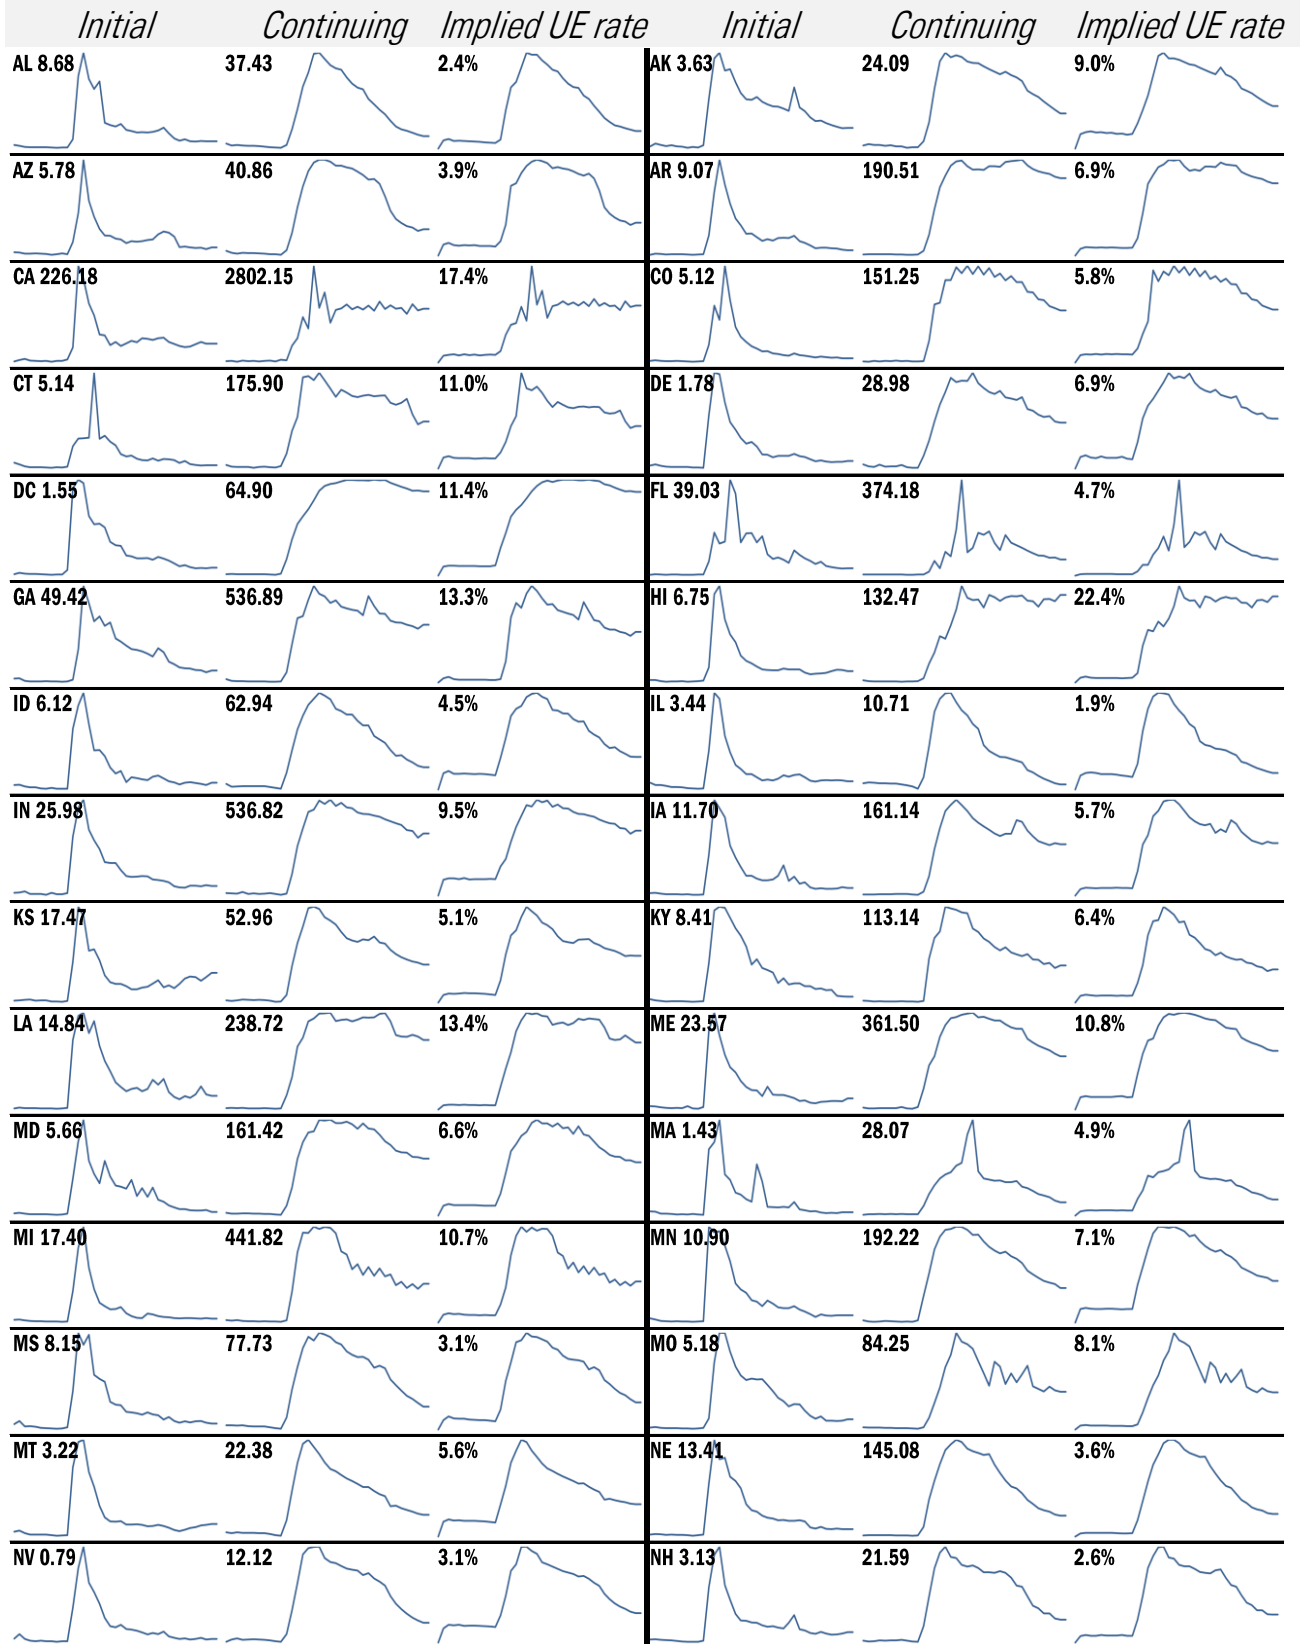 Initial Continuing Implied UE rate Initial Continuing Implied UE rate
AL 8.68 37.43 2.4% AK 3.63 24.09 9.0%
AZ 5.78 40.86 3.9% AR 9.07 190.51 6.9%
CA 226.18 2802.15 17.4% CO 5.12 151.25 5.8%
CT 5.14 175.90 11.0% DE 1.78 28.98 6.9%
DC 1.55 64.90 11.4% FL 39.03 374.18 4.7%
GA 49.42 536.89 13.3% HI 6.75 132.47 22.4%
ID 6.12 62.94 4.5% IL 3.44 10.71 1.9%
IN 25.98 536.82 9.5% IA 11.70 161.14 5.7%
KS 17.47 52.96 5.1% KY 8.41 113.14 6.4%
LA 14.84 238.72 13.4% ME 23.57 361.50 10.8%
MD 5.66 161.42 6.6% MA 1.43 28.07 4.9%
MI 17.40 441.82 10.7% MN 10.90 192.22 7.1%
MS 8.15 77.73 3.1% MO 5.18 84.25 8.1%
MT 3.22 22.38 5.6% NE 13.41 145.08 3.6%
NV 0.79 12.12 3.1% NH 3.13 21.59 2.6%